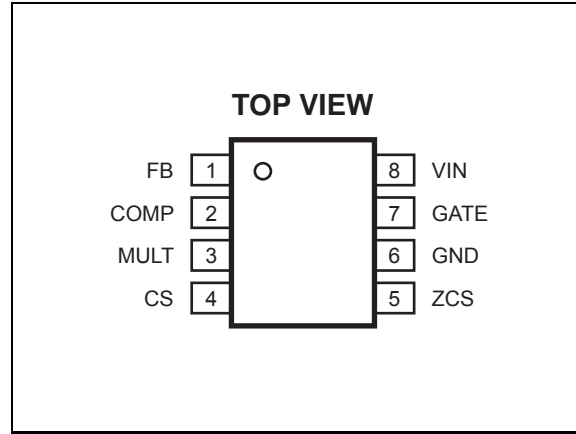 TOP VIEW
FB 1 8 VIN
COMP 2 7 GATE
MULT 3 6 GND
CS 4 5 ZCS